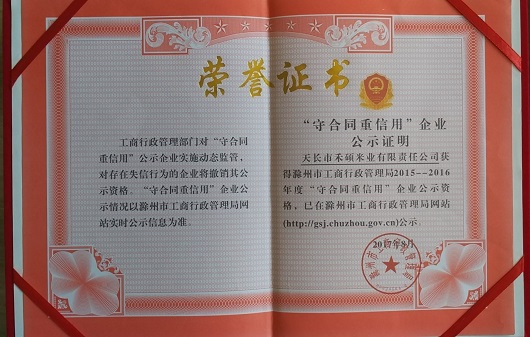 荣誉证书
工商行政管理部门对“守合同
重信用”公示企业实施动态监管，
对存在失信行为的企业将撤销其公
示资格。“守合同重信用”企业公
示情况以滁州市工商行政管理局网
站实时公示信息为准。
“守合同重信用”企业
公示证明
天长市禾硕米业有限责任公司获
得滁州市工商行政管理局2015--2016
年度“守合同重信用”企业公示资
格，已在滁州市工商行政管理局网站
(http://gsj.chuzhou.gov.cn)公示。
2017年8月